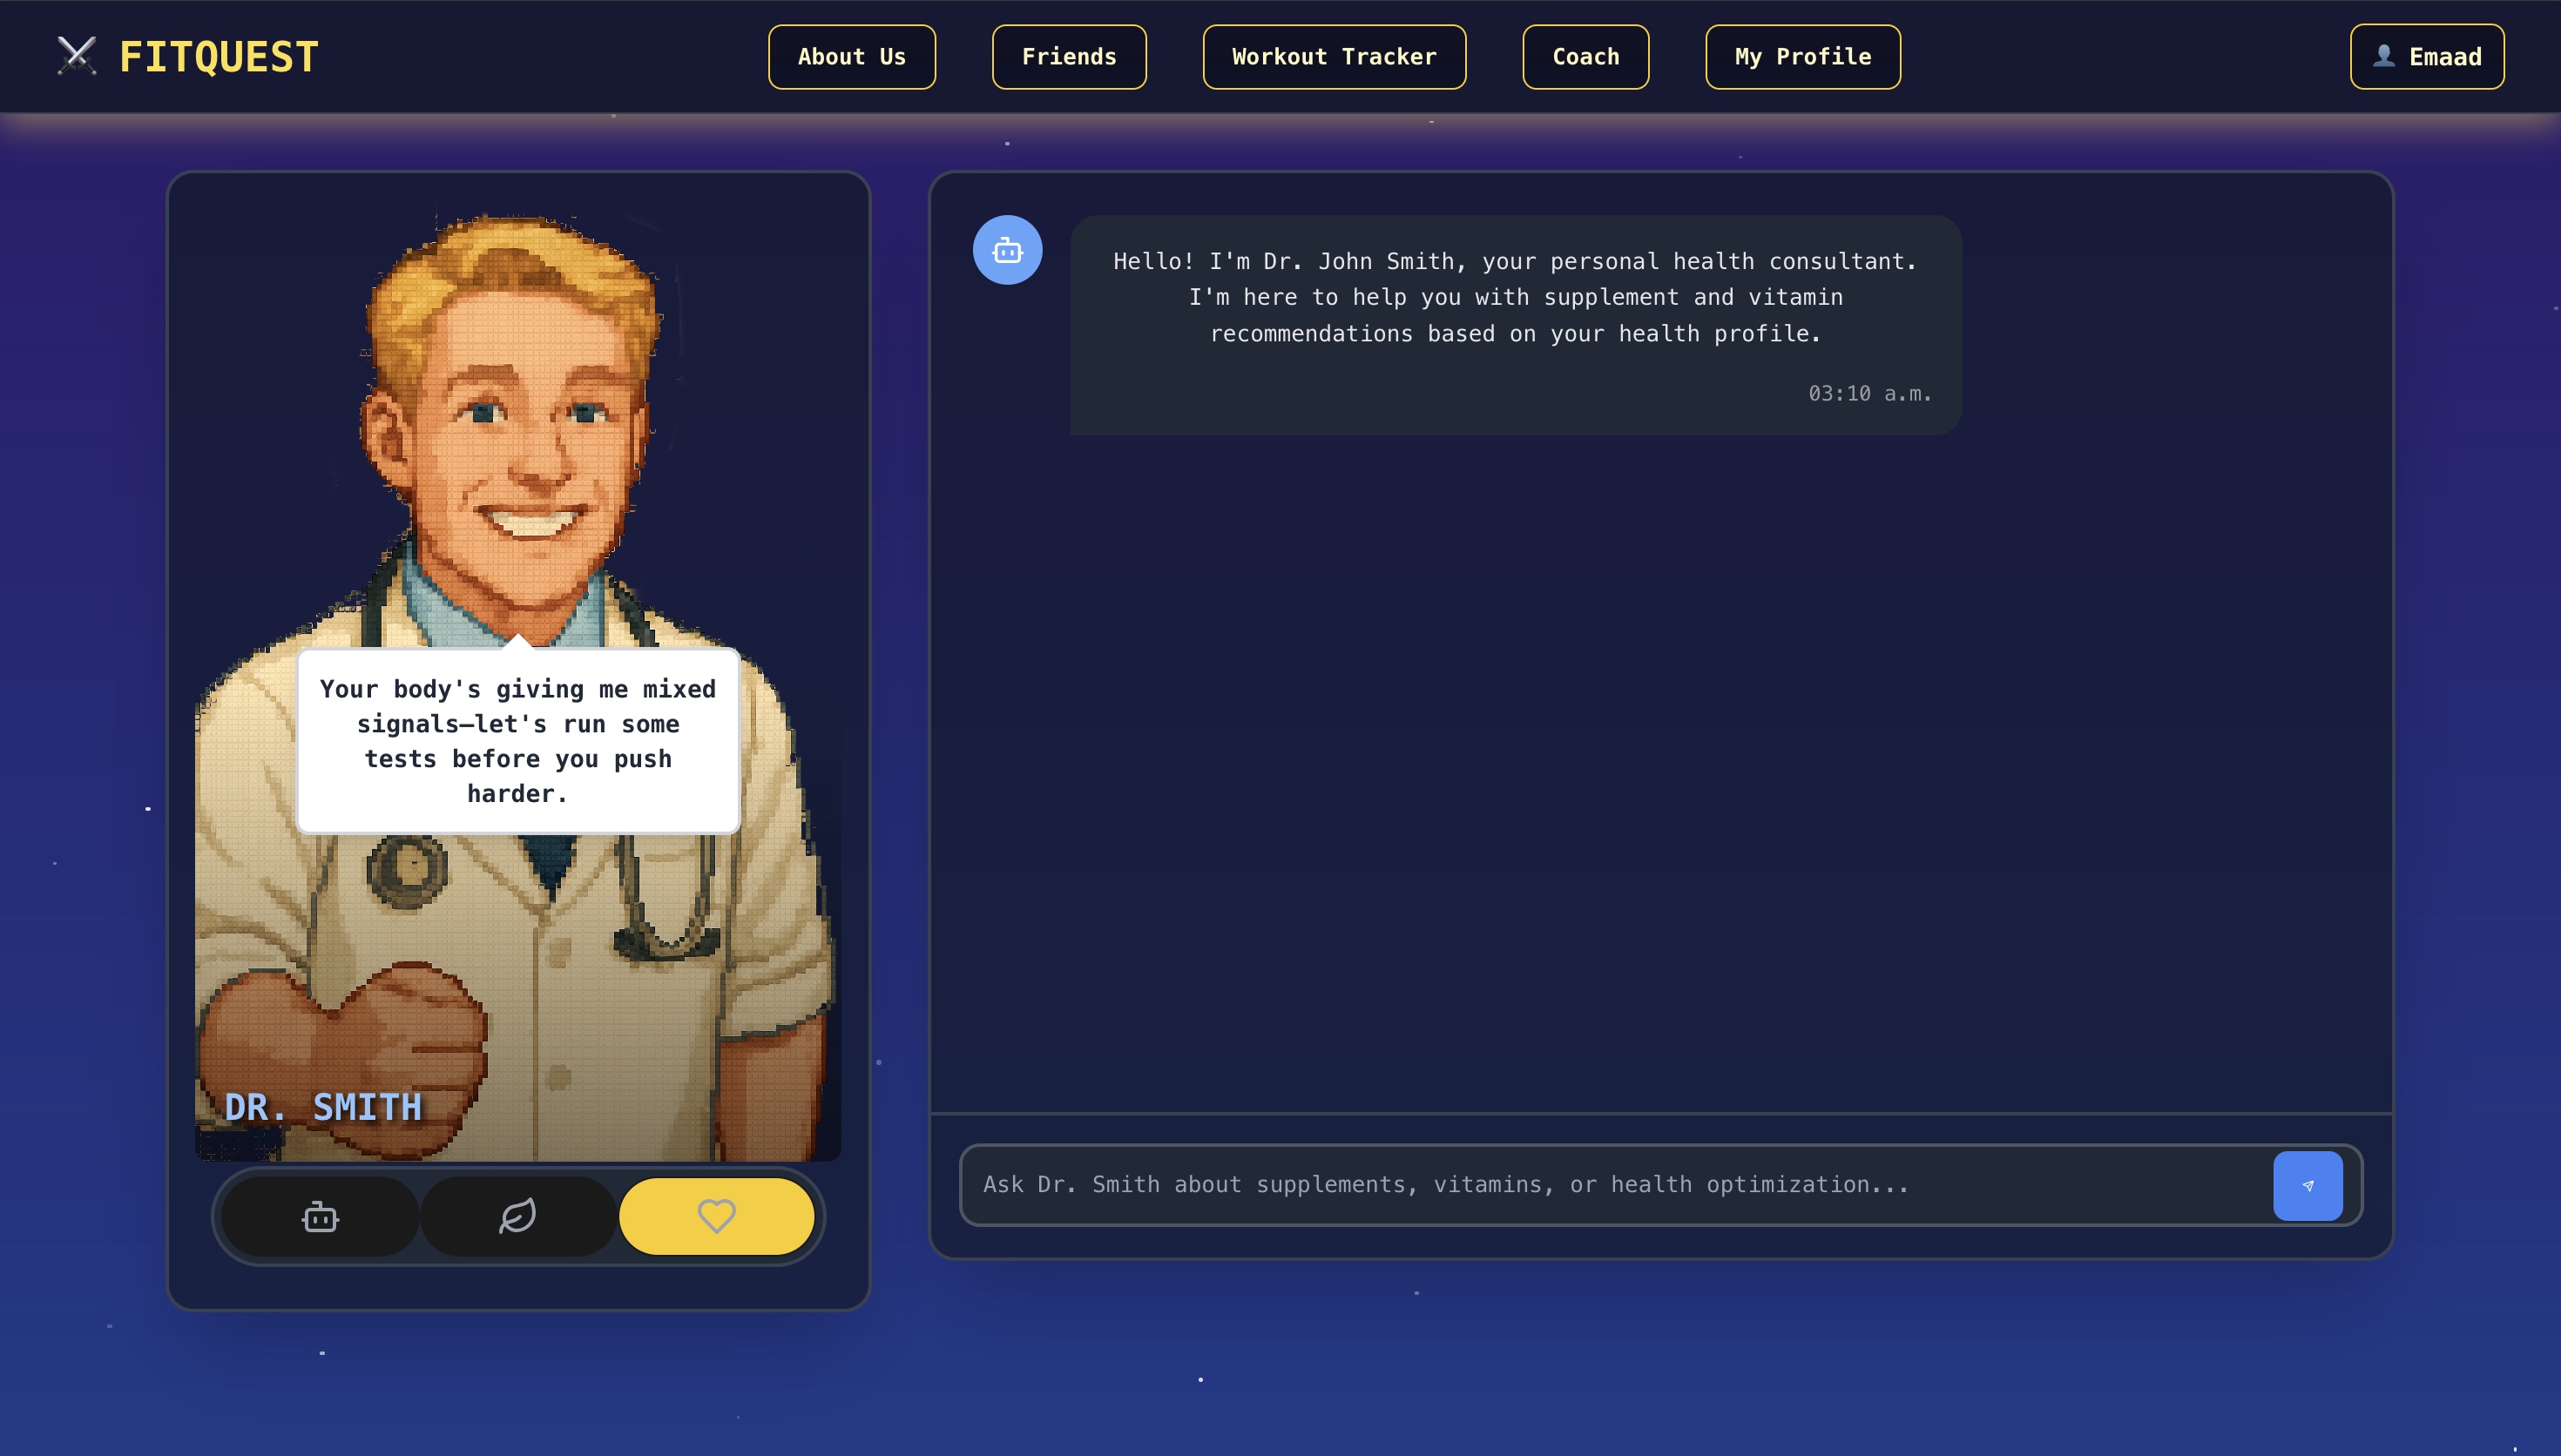 FITQUEST
About Us
Friends
Workout Tracker
Coach
My Profile
Emaad
Your body's giving me mixed
signals—let's run some
tests before you push
harder.
DR. SMITH
Hello! I'm Dr. John Smith, your personal health consultant.
I'm here to help you with supplement and vitamin
recommendations based on your health profile.
03:10 a.m.
Ask Dr. Smith about supplements, vitamins, or health optimization...